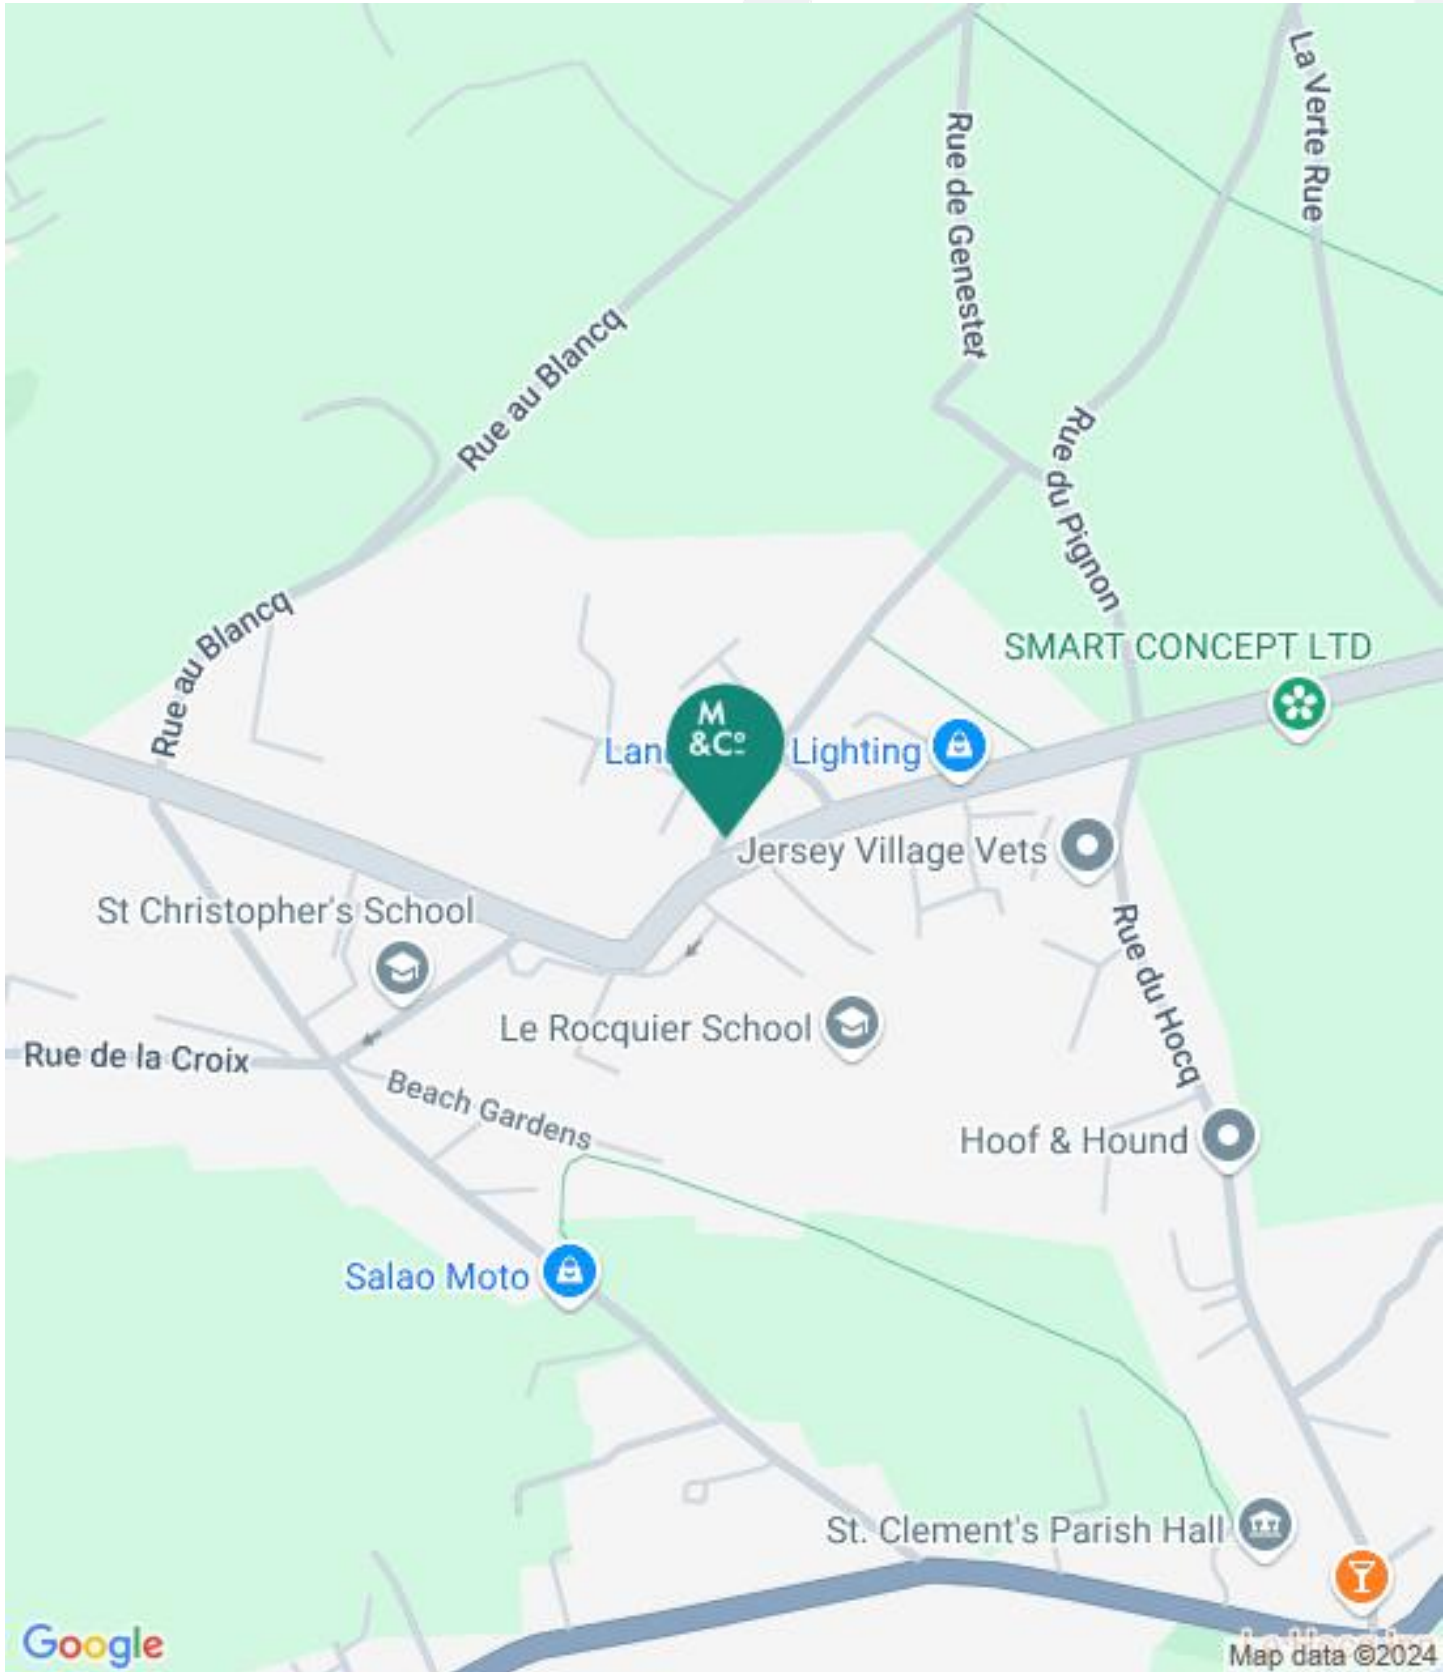 La Verte Rue
Rue de Genestet
Rue au Blancq
Rue du Pignon
Rue au Blancq
SMART CONCEPT LTD
M
&Cº
Lighting
Jersey Village Vets
St Christopher's School
Rue du Hocq
Le Rocquier School
Rue de la Croix
Beach Gardens
Hoof & Hound
Salao Moto
St. Clement's Parish Hall
Google
Map data ©2024